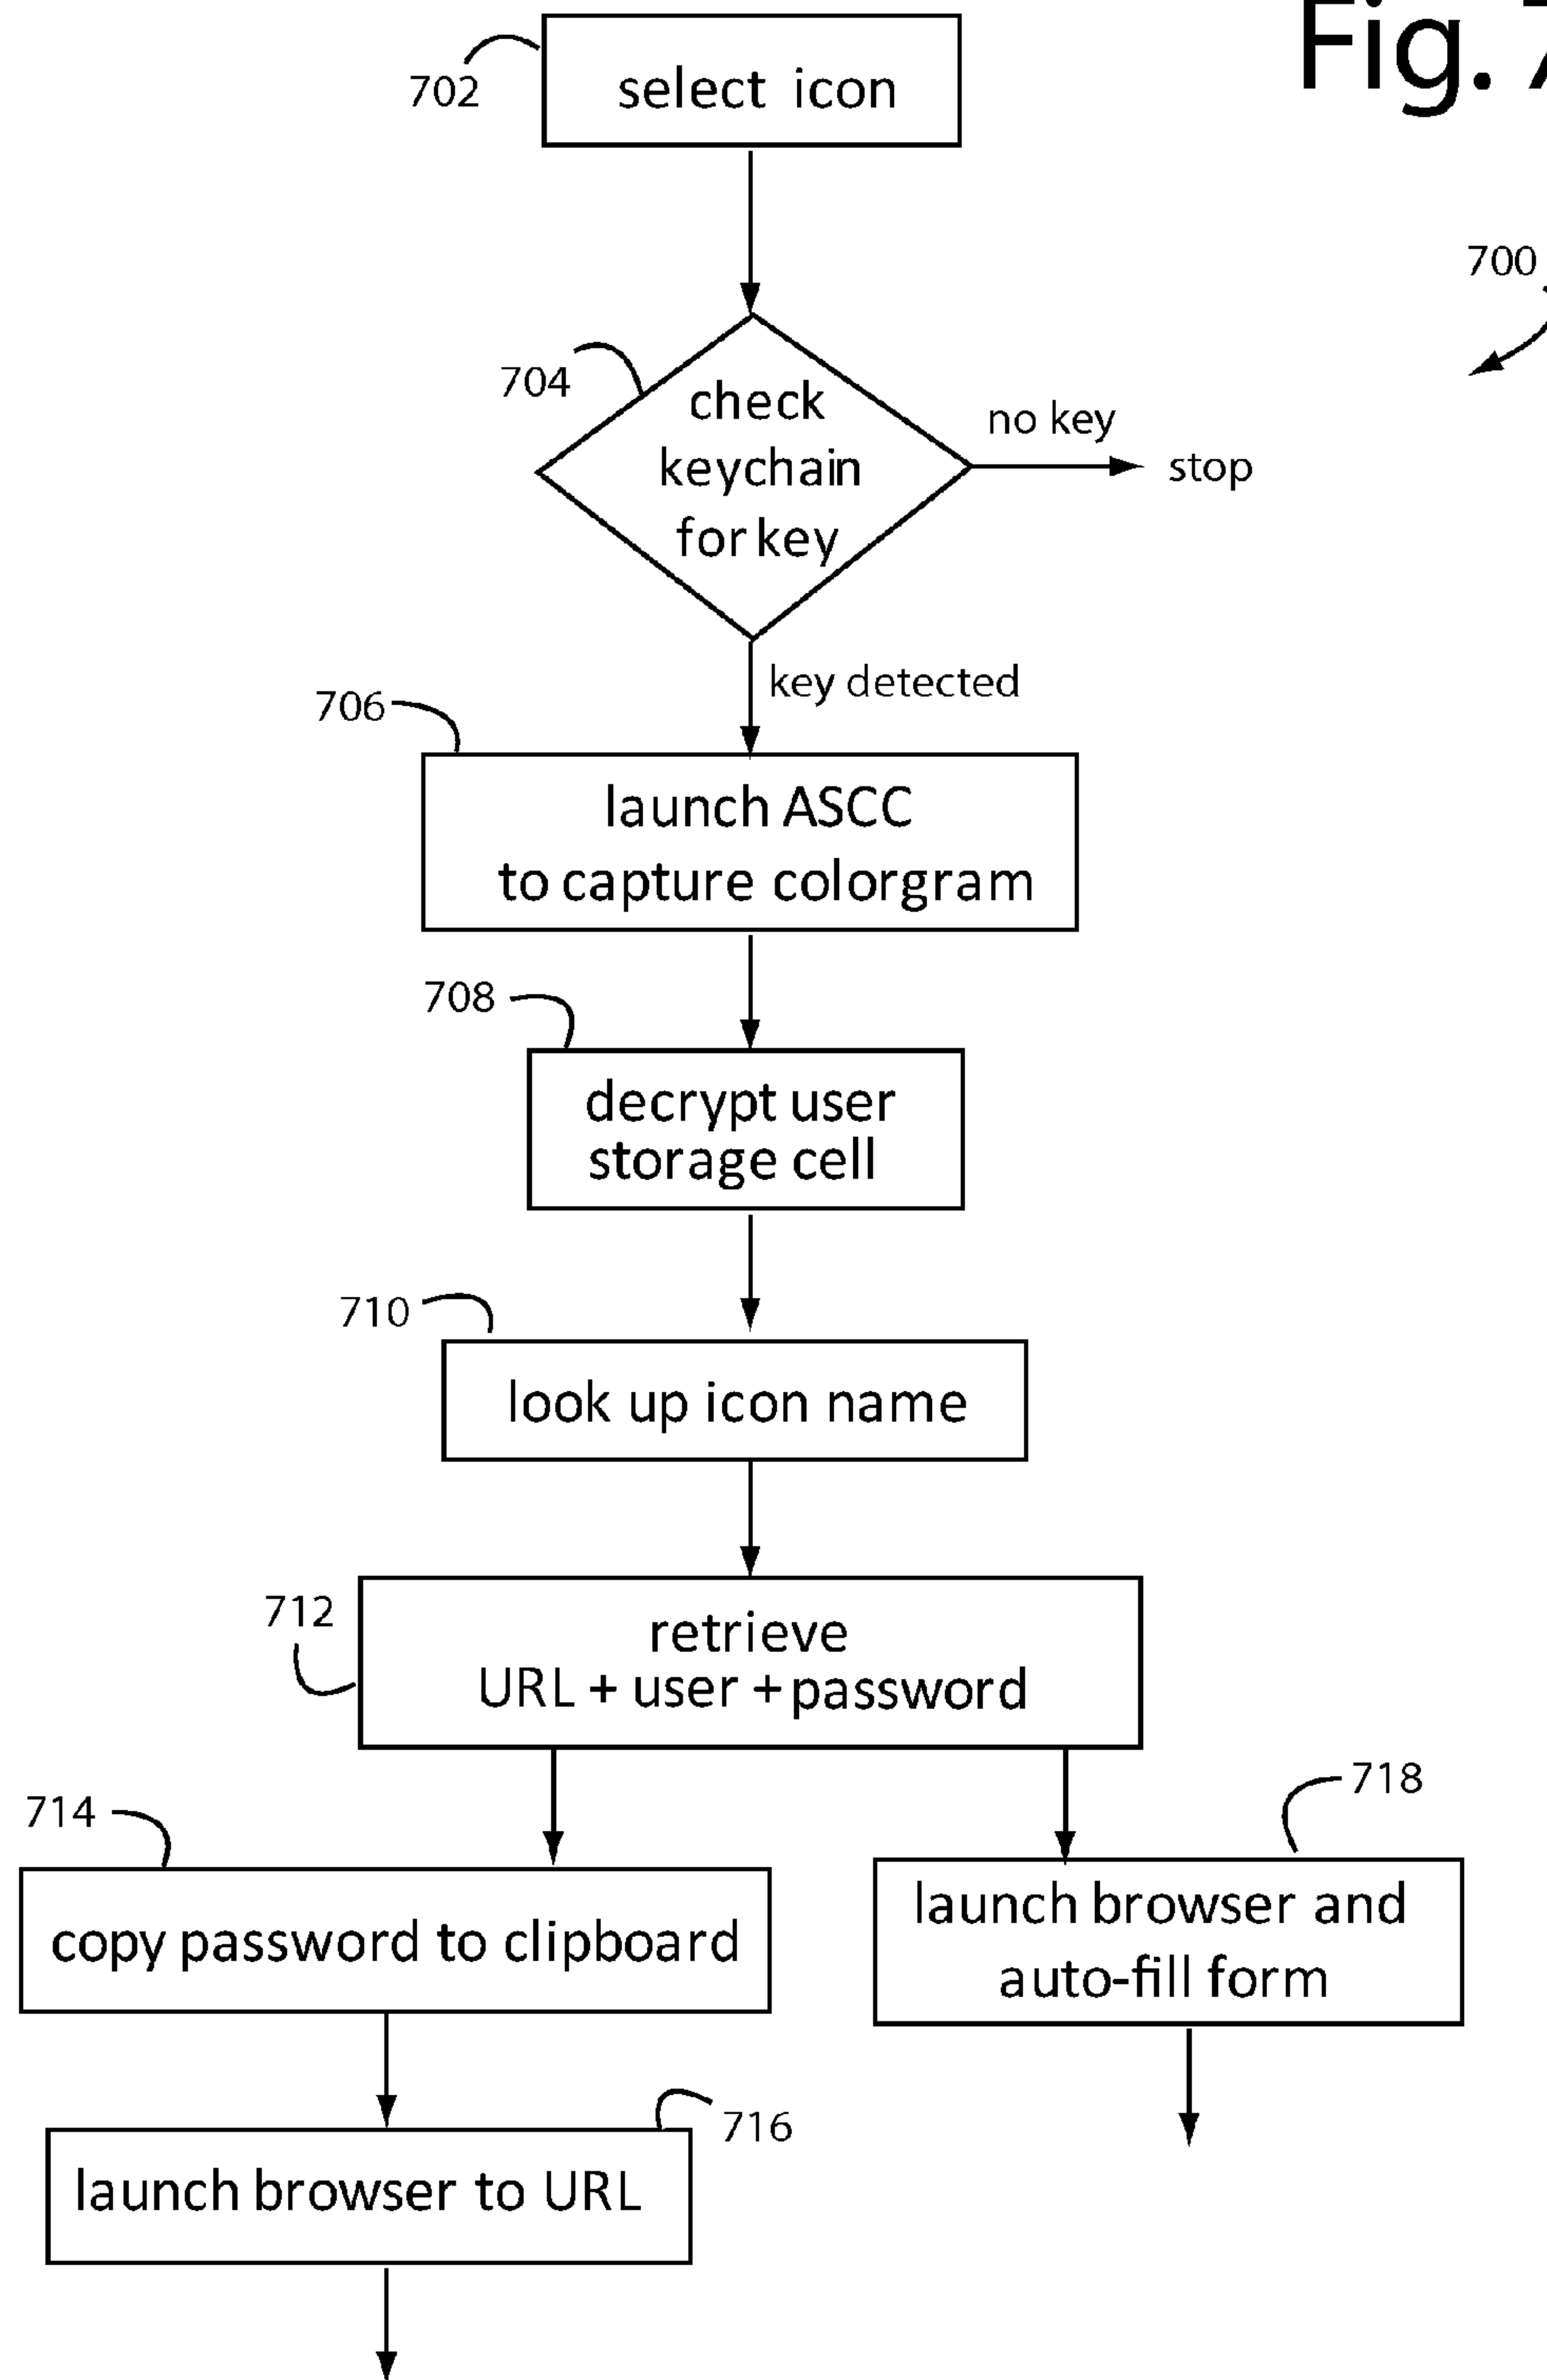 Fig. 7
702
select icon
700
704
check
keychain
for key
no key
stop
key detected
706
launch ASCC
to capture colorgram
708
decrypt user
storage cell
710
look up icon name
712
retrieve
URL + user + password
714
718
copy password to clipboard
launch browser and
auto-fill form
716
launch browser to URL